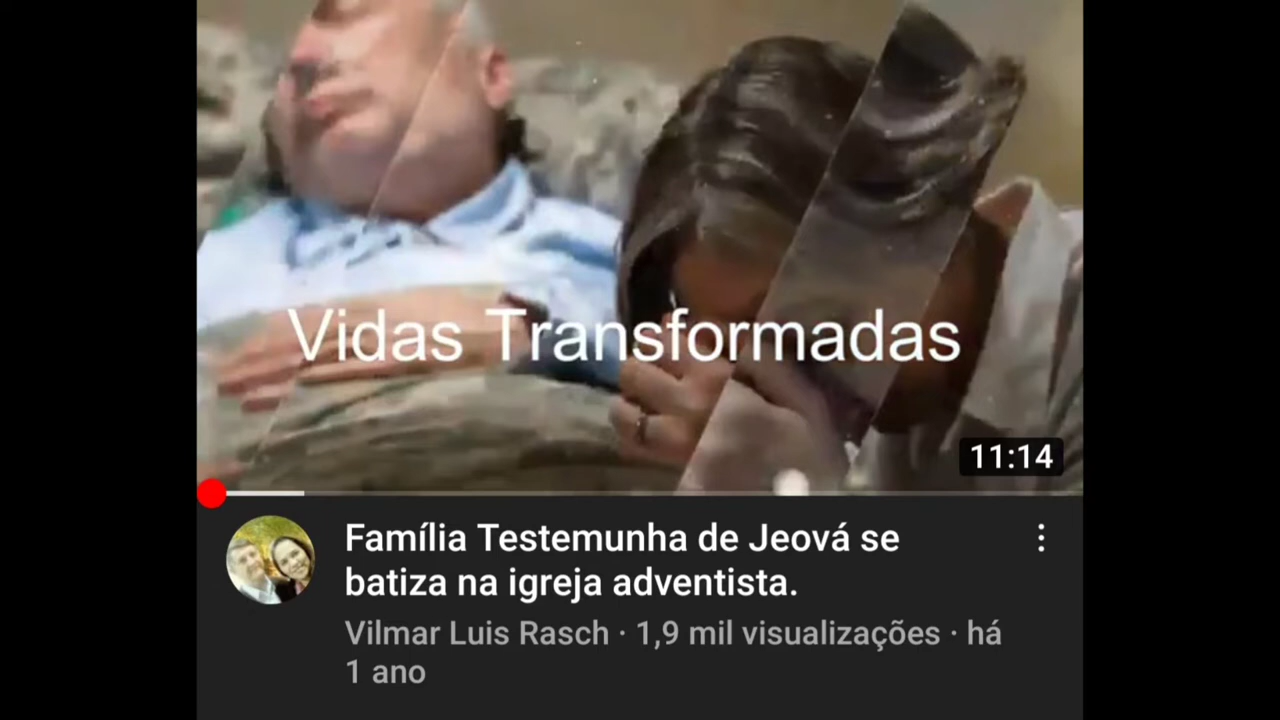 Vidas Transformadas
11:14
Família Testemunha de Jeová se
batiza na igreja adventista.
Vilmar Luis Rasch · 1,9 mil visualizações · há
1 ano